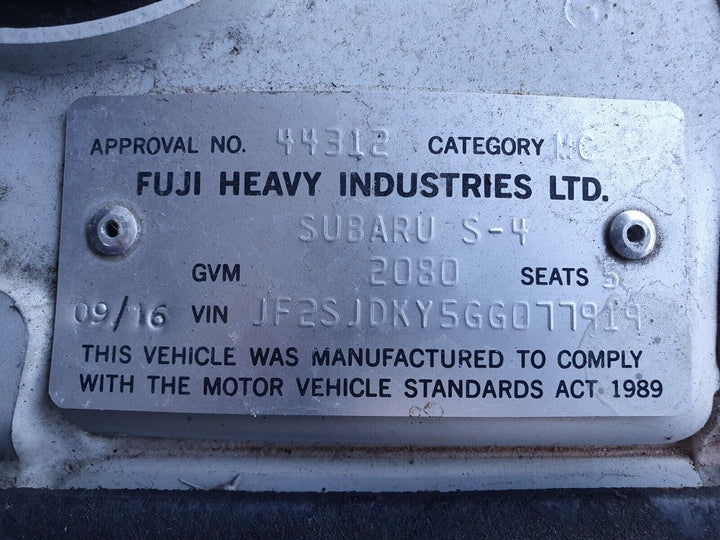 APPROVAL NO. 44312 CATEGORY MC
FUJI HEAVY INDUSTRIES LTD.
SUBARU S-4
GVM 2080 SEATS 5
09/16 VIN JF2SJDKY5GG077919
THIS VEHICLE WAS MANUFACTURED TO COMPLY
WITH THE MOTOR VEHICLE STANDARDS ACT 1989